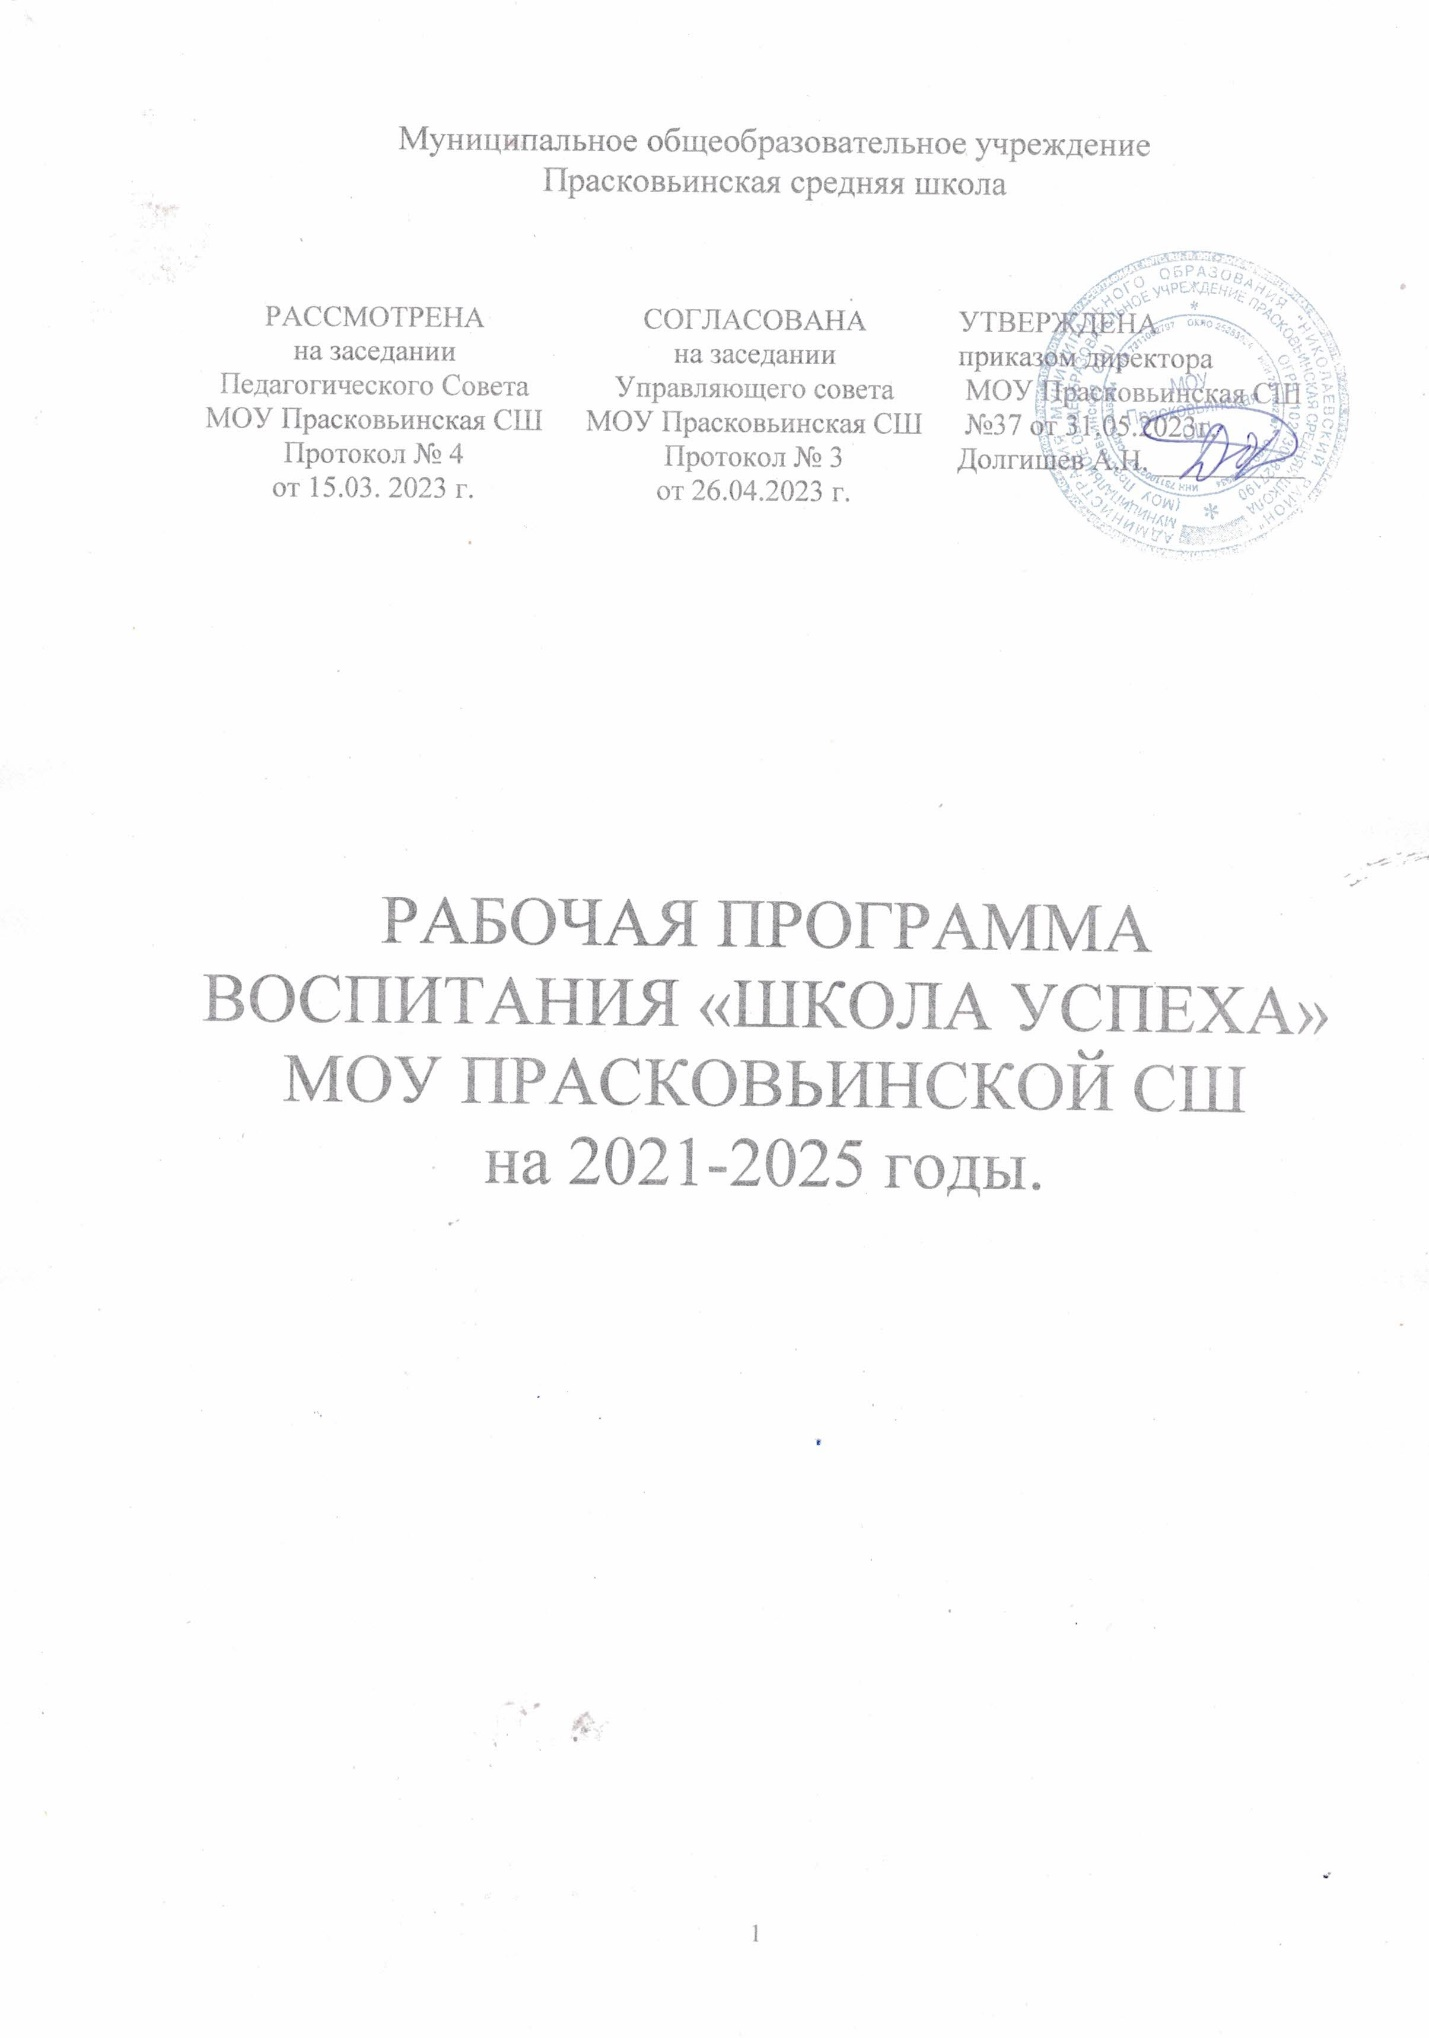 Муниципальное общеобразовательное учреждение
Прасковьинская средняя школа
РАССМОТРЕНА
на заседании
Педагогического Совета
МОУ Прасковьинская СШ
Протокол № 4
от 15.03. 2023 г.
СОГЛАСОВАНА
на заседании
Управляющего совета
МОУ Прасковьинская СШ
Протокол № 3
от 26.04.2023 г.
УТВЕРЖДЕНА
приказом директора
МОУ Прасковьинская СШ
№37 от 31.05.2023г.
Долгишев А.Н.
МОУ
Прасковьинская
РАБОЧАЯ ПРОГРАММА
ВОСПИТАНИЯ «ШКОЛА УСПЕХА»
МОУ ПРАСКОВЬИНСКОЙ СШ
на 2021-2025 годы.
1